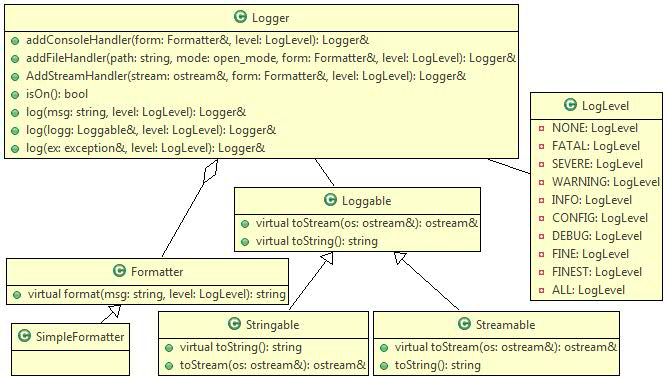 Logger
addConsoleHandler(form: Formatter&, level: LogLevel): Logger&
addFileHandler(path: string, mode: open_mode, form: Formatter&, level: LogLevel): Logger&
AddStreamHandler(stream: ostream&, form: Formatter&, level: LogLevel): Logger&
isOn(): bool
log(msg: string, level: LogLevel): Logger&
log(logg: Loggable&, level: LogLevel): Logger&
log(ex: exception&, level: LogLevel): Logger&
LogLevel
NONE: LogLevel
FATAL: LogLevel
SEVERE: LogLevel
WARNING: LogLevel
INFO: LogLevel
CONFIG: LogLevel
DEBUG: LogLevel
FINE: LogLevel
FINEST: LogLevel
ALL: LogLevel
Loggable
virtual toStream(os: ostream&): ostream&
virtual toString(): string
Formatter
virtual format(msg: string, level: LogLevel): string
SimpleFormatter
Stringable
virtual toString(): string
toStream(os: ostream&): ostream&
Streamable
virtual toStream(os: ostream&): ostream&
toString(): string